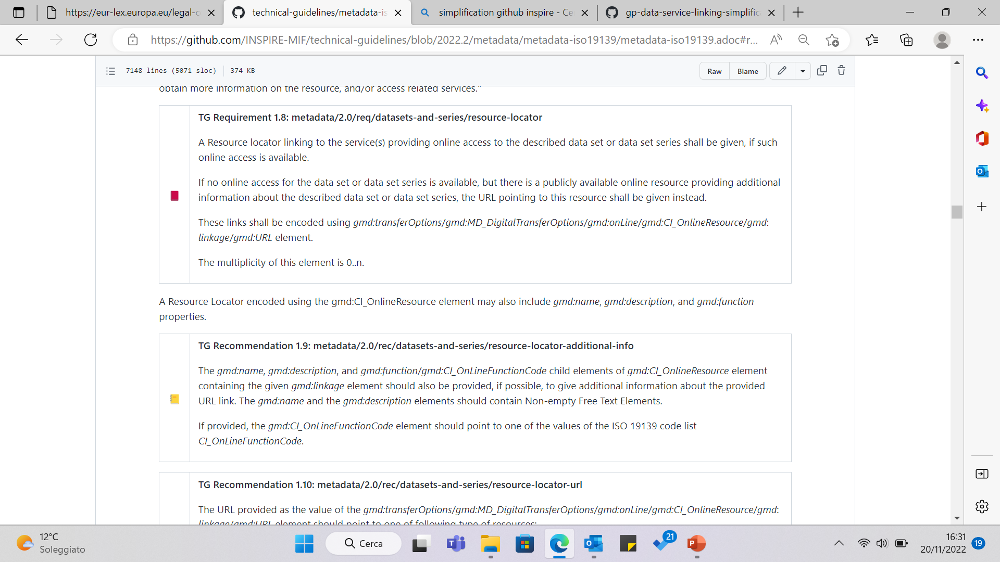 https://eur-lex.europa.eu/legal-c
technical-guidelines/metadata-is
simplification github inspire - Ce
gp-data-service-linking-simplific
https://github.com/INSPIRE-MIF/technical-guidelines/blob/2022.2/metadata/metadata-iso19139/metadata-iso19139.adoc#r...
7148 lines (5071 sloc) 374 KB
Raw Blame
obtain more information on the resource, and/or access related services."
TG Requirement 1.8: metadata/2.0/req/datasets-and-series/resource-locator
A Resource locator linking to the service(s) providing online access to the described data set or data set series shall be given, if such
online access is available.
If no online access for the data set or data set series is available, but there is a publicly available online resource providing additional
information about the described data set or data set series, the URL pointing to this resource shall be given instead.
These links shall be encoded using gmd:transferOptions/gmd:MD_DigitalTransferOptions/gmd:onLine/gmd:CI_OnlineResource/gmd:
linkage/gmd:URL element.
The multiplicity of this element is 0..n.
A Resource Locator encoded using the gmd:CI_OnlineResource element may also include gmd:name, gmd:description, and gmd:function
properties.
TG Recommendation 1.9: metadata/2.0/rec/datasets-and-series/resource-locator-additional-info
The gmd:name, gmd:description, and gmd:function/gmd:CI_OnLineFunctionCode child elements of gmd:CI_OnlineResource element
containing the given gmd:linkage element should also be provided, if possible, to give additional information about the provided
URL link. The gmd:name and the gmd:description elements should contain Non-empty Free Text Elements.
If provided, the gmd:CI_OnLineFunctionCode element should point to one of the values of the ISO 19139 code list
CI_OnLineFunctionCode.
TG Recommendation 1.10: metadata/2.0/rec/datasets-and-series/resource-locator-url
The URL provided as the value of the gmd:transferOptions/gmd:MD_DigitalTransferOptions/gmd:onLine/gmd:CI_OnlineResource/gmd:
linkage/gmd:URL element should point to one of following type of resources:
12°C
Soleggiato
Cerca
21
16:31
20/11/2022
19